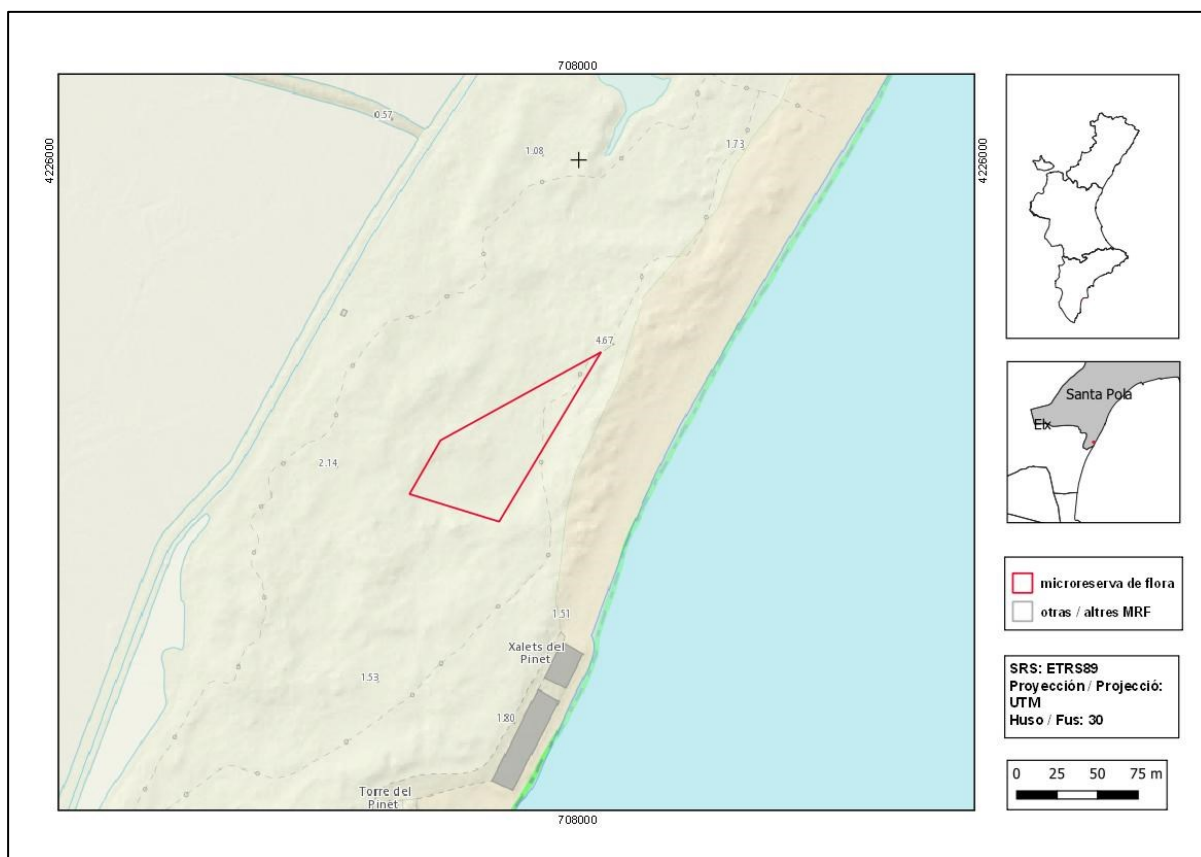 708000
4226000
4226000
0.57
1.08
1.73
4.67
2.14
1.51
Xalets del
Pinet
1.53
1.80
Torre del
Pinet
708000
Santa Pola
Elx
microreserva de flora
otras / altres MRF
SRS: ETRS89
Proyección / Projecció:
UTM
Huso / Fus: 30
0 25 50 75 m